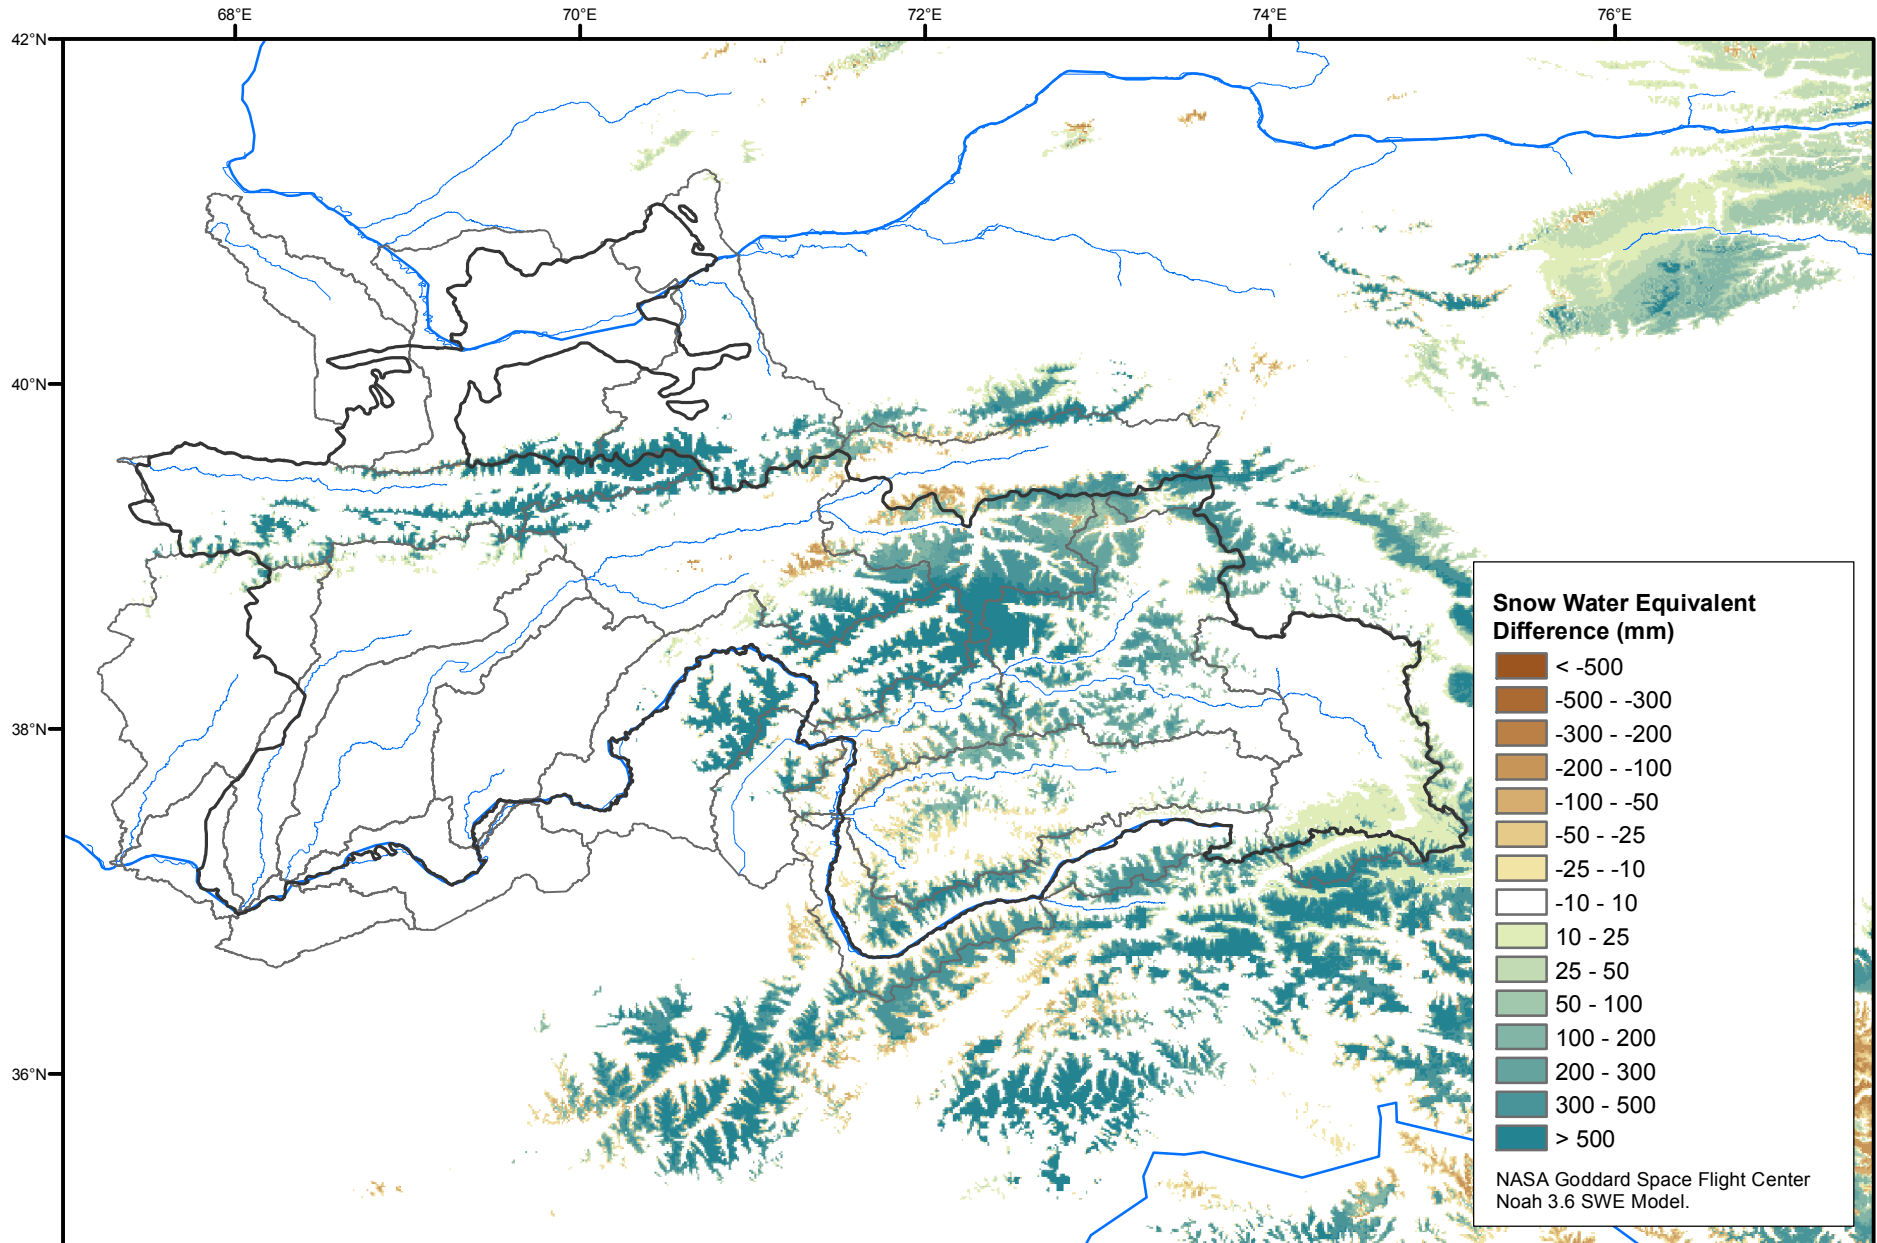 68°E 70°E 72°E 74°E 76°E
42°N
40°N
38°N
36°N
Snow Water Equivalent
Difference (mm)
< -500
-500 - -300
-300 - -200
-200 - -100
-100 - -50
-50 - -25
-25 - -10
-10 - 10
10 - 25
25 - 50
50 - 100
100 - 200
200 - 300
300 - 500
> 500
NASA Goddard Space Flight Center
Noah 3.6 SWE Model.